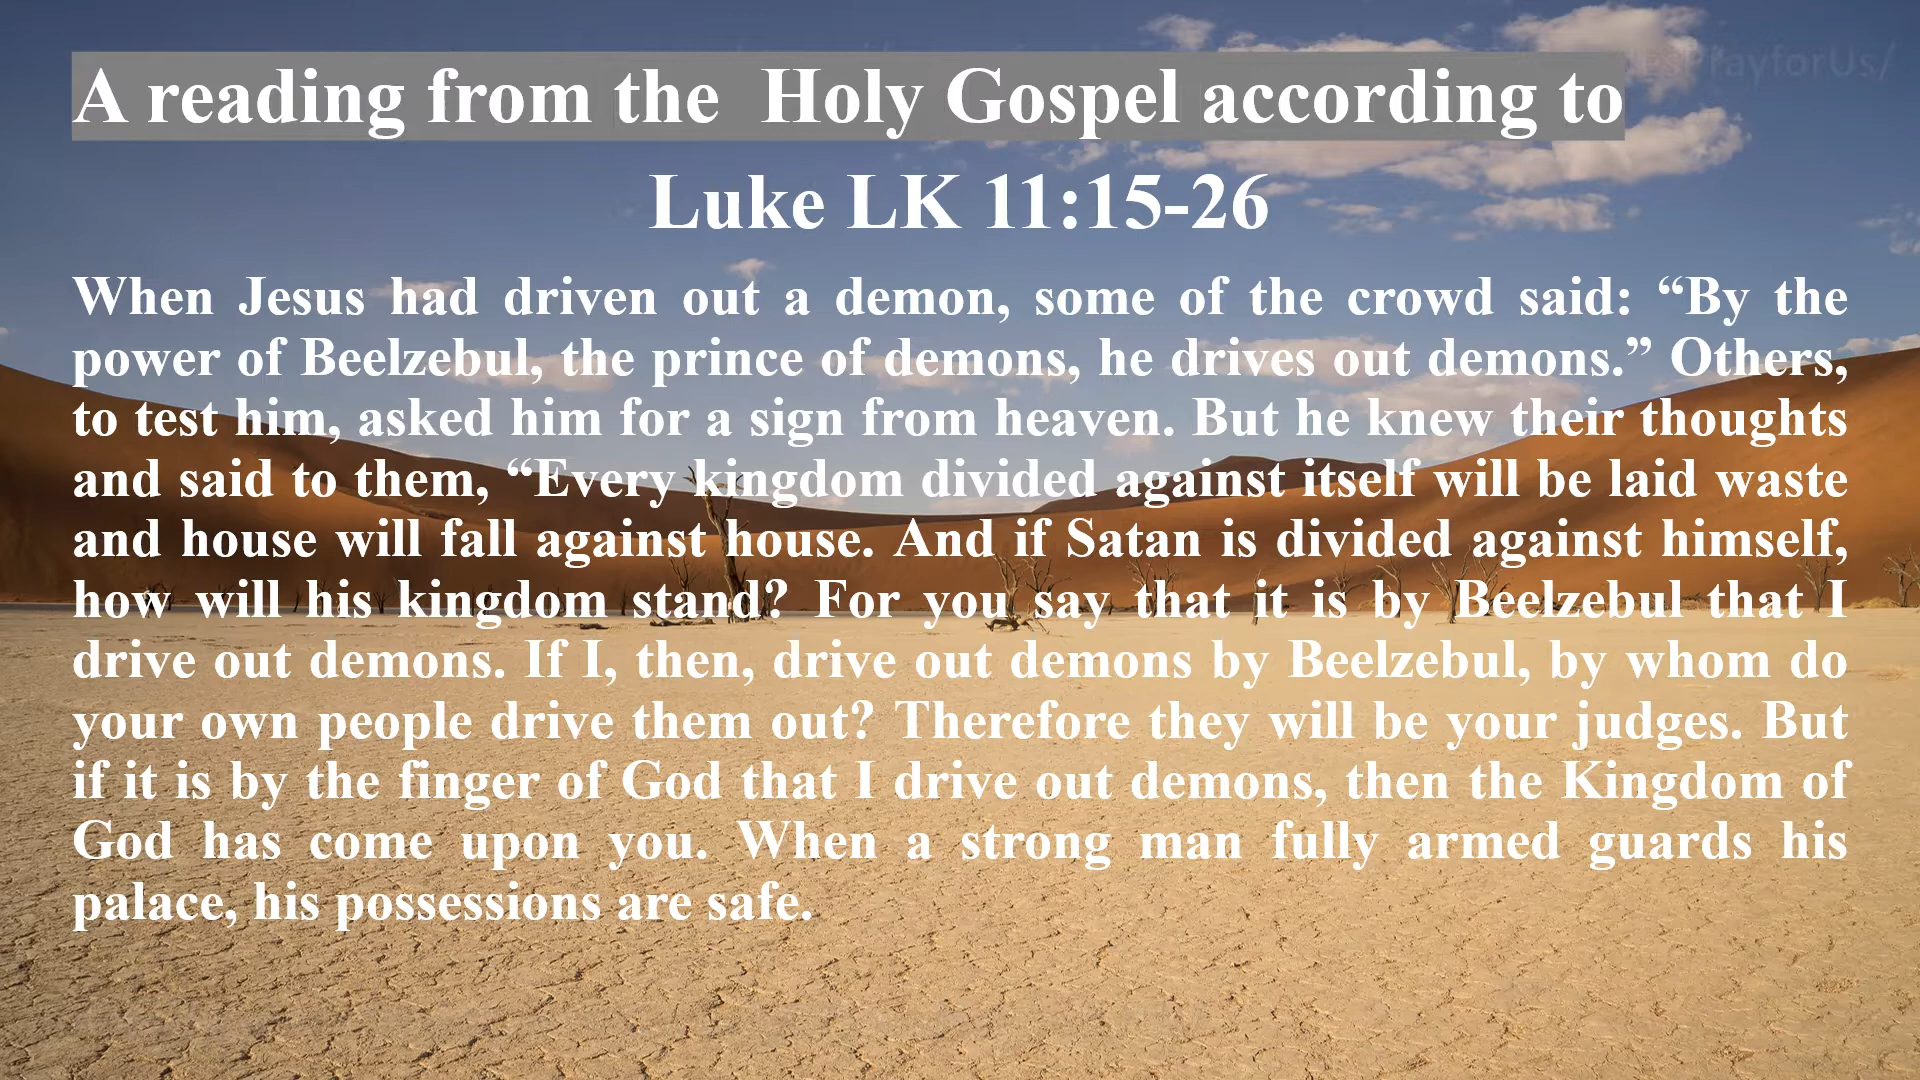 A reading from the  Holy Gospel according to
Luke LK 11:15-26
When Jesus had driven out a demon, some of the crowd said: “By the
power of Beelzebul, the prince of demons, he drives out demons.” Others,
to test him, asked him for a sign from heaven. But he knew their thoughts
and said to them, “Every kingdom divided against itself will be laid waste
and house will fall against house. And if Satan is divided against himself,
how will his kingdom stand? For you say that it is by Beelzebul that I
drive out demons. If I, then, drive out demons by Beelzebul, by whom do
your own people drive them out? Therefore they will be your judges. But
if it is by the finger of God that I drive out demons, then the Kingdom of
God has come upon you. When a strong man fully armed guards his
palace, his possessions are safe.